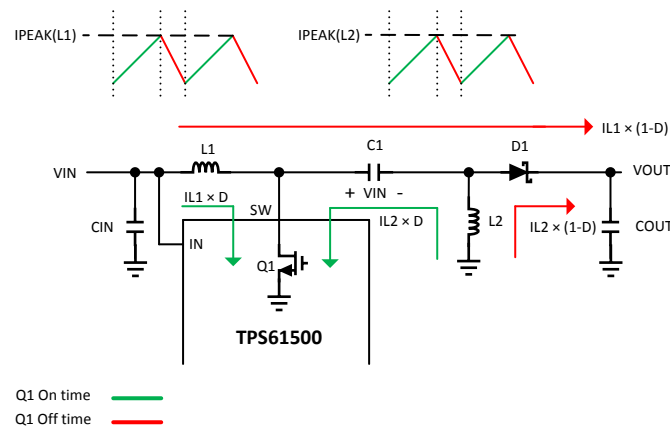 IPEAK(L1)
IPEAK(L2)
IL1 × (1-D)
L1
C1
D1
VIN
VOUT
+ VIN -
IL1 × D
SW
IL2 × D
CIN
L2
IL2 × (1-D)
COUT
IN
Q1
TPS61500
Q1 On time
Q1 Off time